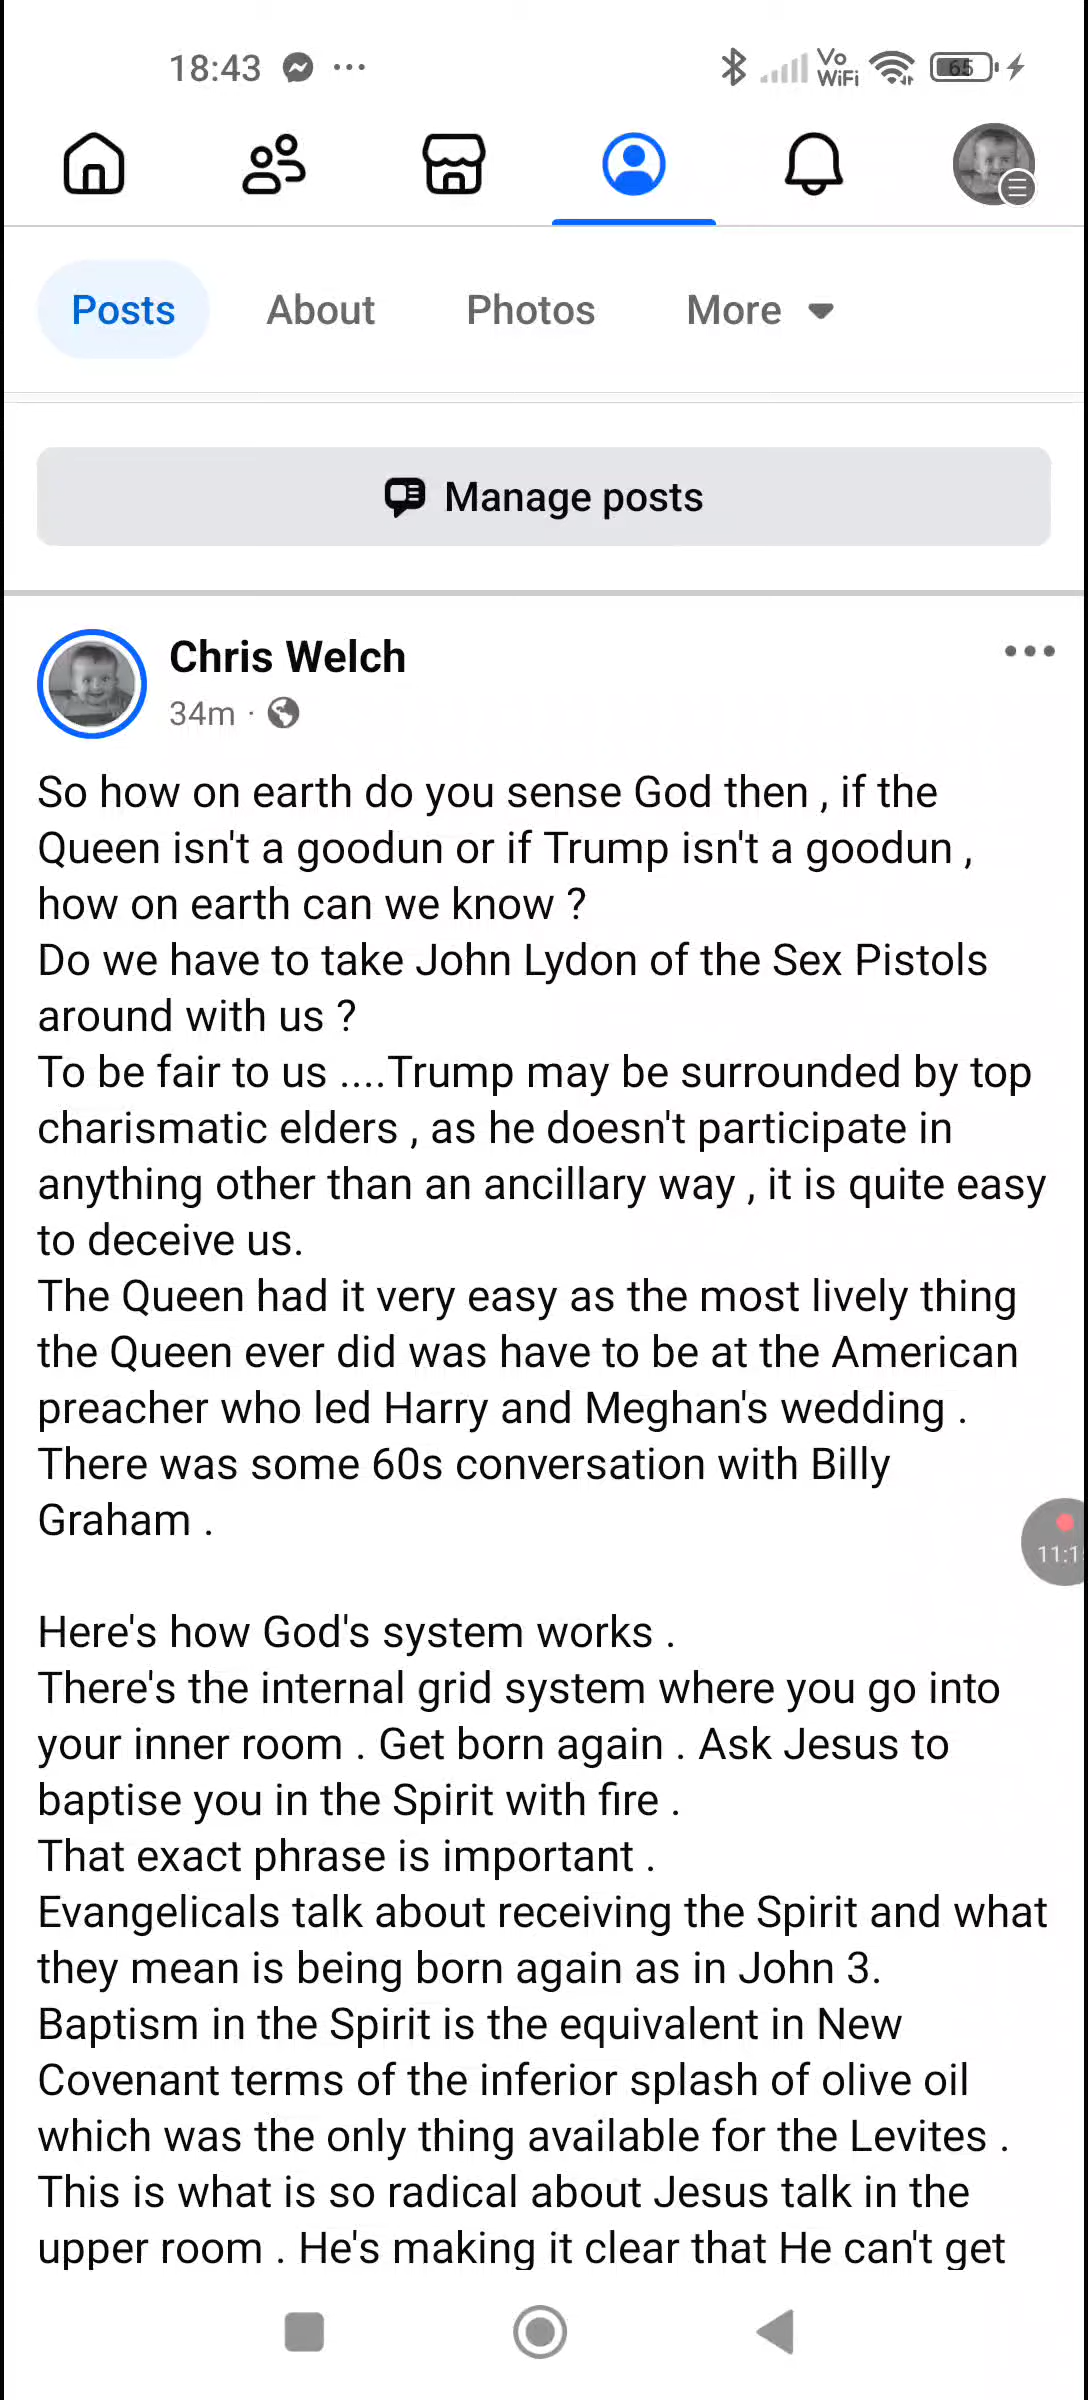 18:43
Vo
WiFi
65
Posts About Photos More
Manage posts
Chris Welch
34m ·
So how on earth do you sense God then , if the
Queen isn't a goodun or if Trump isn't a goodun ,
how on earth can we know ?
Do we have to take John Lydon of the Sex Pistols
around with us ?
To be fair to us ....Trump may be surrounded by top
charismatic elders , as he doesn't participate in
anything other than an ancillary way , it is quite easy
to deceive us.
The Queen had it very easy as the most lively thing
the Queen ever did was have to be at the American
preacher who led Harry and Meghan's wedding .
There was some 60s conversation with Billy
Graham .
Here's how God's system works .
There's the internal grid system where you go into
your inner room . Get born again . Ask Jesus to
baptise you in the Spirit with fire .
That exact phrase is important .
Evangelicals talk about receiving the Spirit and what
they mean is being born again as in John 3.
Baptism in the Spirit is the equivalent in New
Covenant terms of the inferior splash of olive oil
which was the only thing available for the Levites .
This is what is so radical about Jesus talk in the
upper room . He's making it clear that He can't get